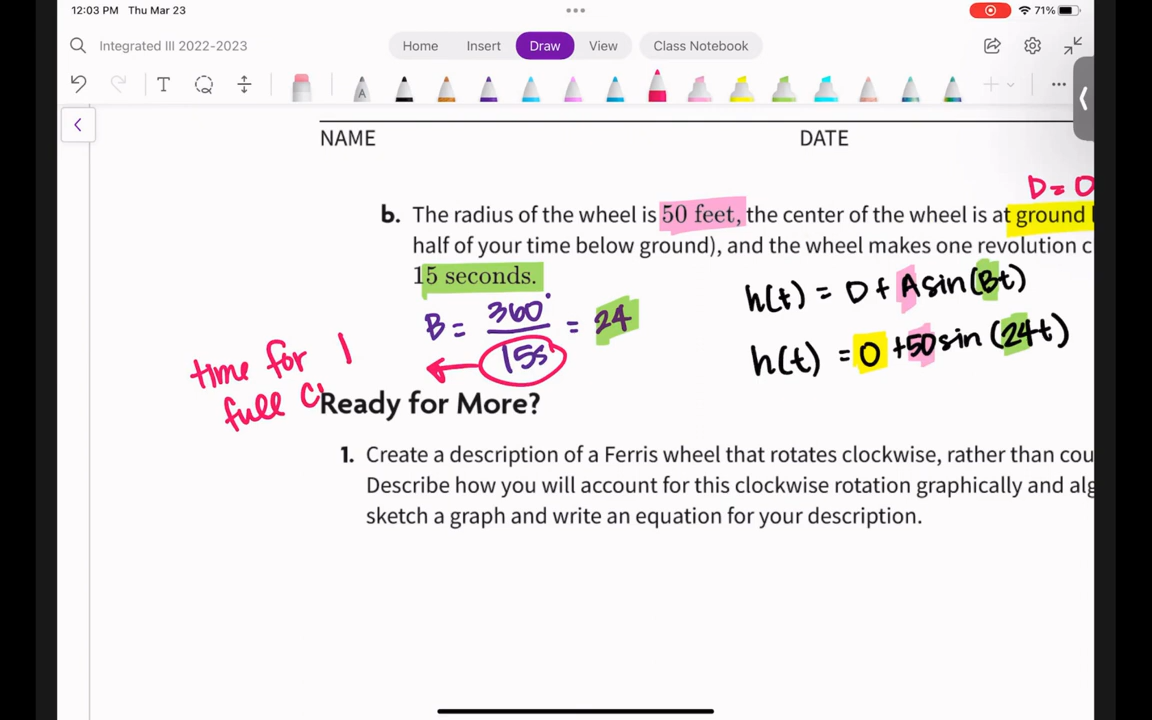 12:03 PM Thu Mar 23
71%
Integrated III 2022-2023
Home Insert Draw View Class Notebook
T
A
NAME DATE
D = 0
b. The radius of the wheel is 50 feet, the center of the wheel is at ground
half of your time below ground), and the wheel makes one revolution c
15 seconds.
h(t) = D + A sin(Bt)
B = 360° / 15s = 24
h(t) = 0 + 50 sin (24t)
time for 1
full C
Ready for More?
1. Create a description of a Ferris wheel that rotates clockwise, rather than cou
Describe how you will account for this clockwise rotation graphically and alg
sketch a graph and write an equation for your description.